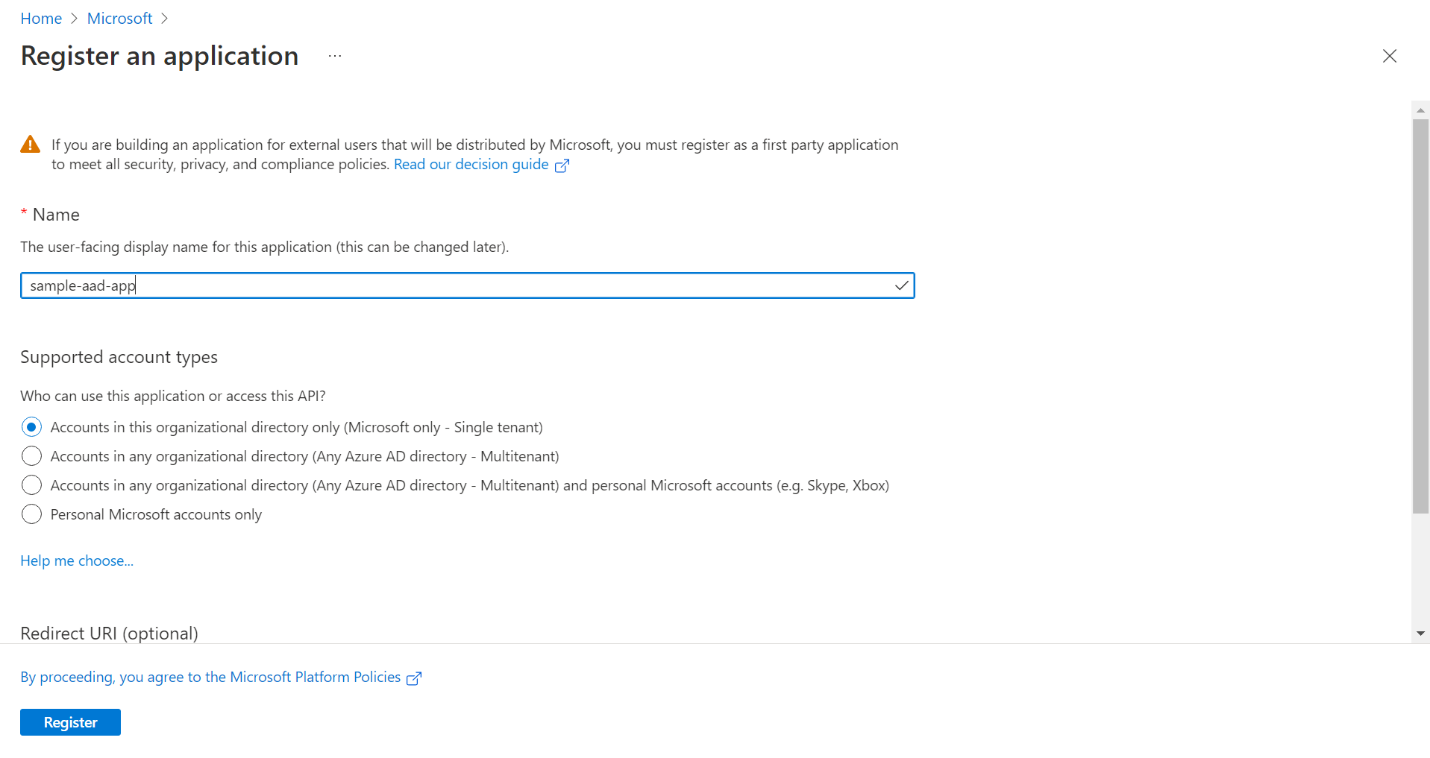 Home > Microsoft >
Register an application ...
If you are building an application for external users that will be distributed by Microsoft, you must register as a first party application
to meet all security, privacy, and compliance policies. Read our decision guide
* Name
The user-facing display name for this application (this can be changed later).
sample-aad-app
Supported account types
Who can use this application or access this API?
Accounts in this organizational directory only (Microsoft only - Single tenant)
Accounts in any organizational directory (Any Azure AD directory - Multitenant)
Accounts in any organizational directory (Any Azure AD directory - Multitenant) and personal Microsoft accounts (e.g. Skype, Xbox)
Personal Microsoft accounts only
Help me choose...
Redirect URI (optional)
By proceeding, you agree to the Microsoft Platform Policies
Register